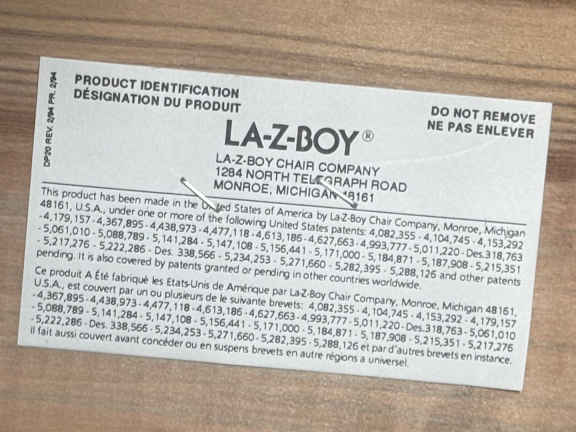 DP20 REV. 2/94 PR. 2/94
PRODUCT IDENTIFICATION
DÉSIGNATION DU PRODUIT
DO NOT REMOVE
NE PAS ENLEVER
LA-Z-BOY®
LA-Z-BOY CHAIR COMPANY
1284 NORTH TELEGRAPH ROAD
MONROE, MICHIGAN 48161
This product has been made in the United States of America by La-Z-Boy Chair Company, Monroe, Michigan
48161, U.S.A., under one or more of the following United States patents: 4,082,355 - 4,104,745 - 4,153,292
- 4,179,157 - 4,367,895 - 4,438,973 - 4,477,118 - 4,613,186 - 4,627,663 - 4,993,777 - 5,011,220 - Des.318,763
- 5,061,010 - 5,088,789 - 5,141,284 - 5,147,108 - 5,156,441 - 5,171,000 - 5,184,871 - 5,187,908 - 5,215,351
- 5,217,276 - 5,222,286 - Des. 338,566 - 5,234,253 - 5,271,660 - 5,282,395 - 5,288,126 and other patents
pending. It is also covered by patents granted or pending in other countries worldwide.
Ce produit A Été fabriqué les Etats-Unis de Amérique par La-Z-Boy Chair Company, Monroe, Michigan 48161,
U.S.A., est couvert par un ou plusieurs de le suivante brevets: 4,082,355 - 4,104,745 - 4,153,292 - 4,179,157
- 4,367,895 - 4,438,973 - 4,477,118 - 4,613,186 - 4,627,663 - 4,993,777 - 5,011,220 - Des.318,763 - 5,061,010
- 5,088,789 - 5,141,284 - 5,147,108 - 5,156,441 - 5,171,000 - 5,184,871 - 5,187,908 - 5,215,351 - 5,217,276
- 5,222,286 - Des. 338,566 - 5,234,253 - 5,271,660 - 5,282,395 - 5,288,126 et par d'autres brevets en instance.
Il fait aussi couvert avant concéder ou en suspens brevets en autre régions a universel.